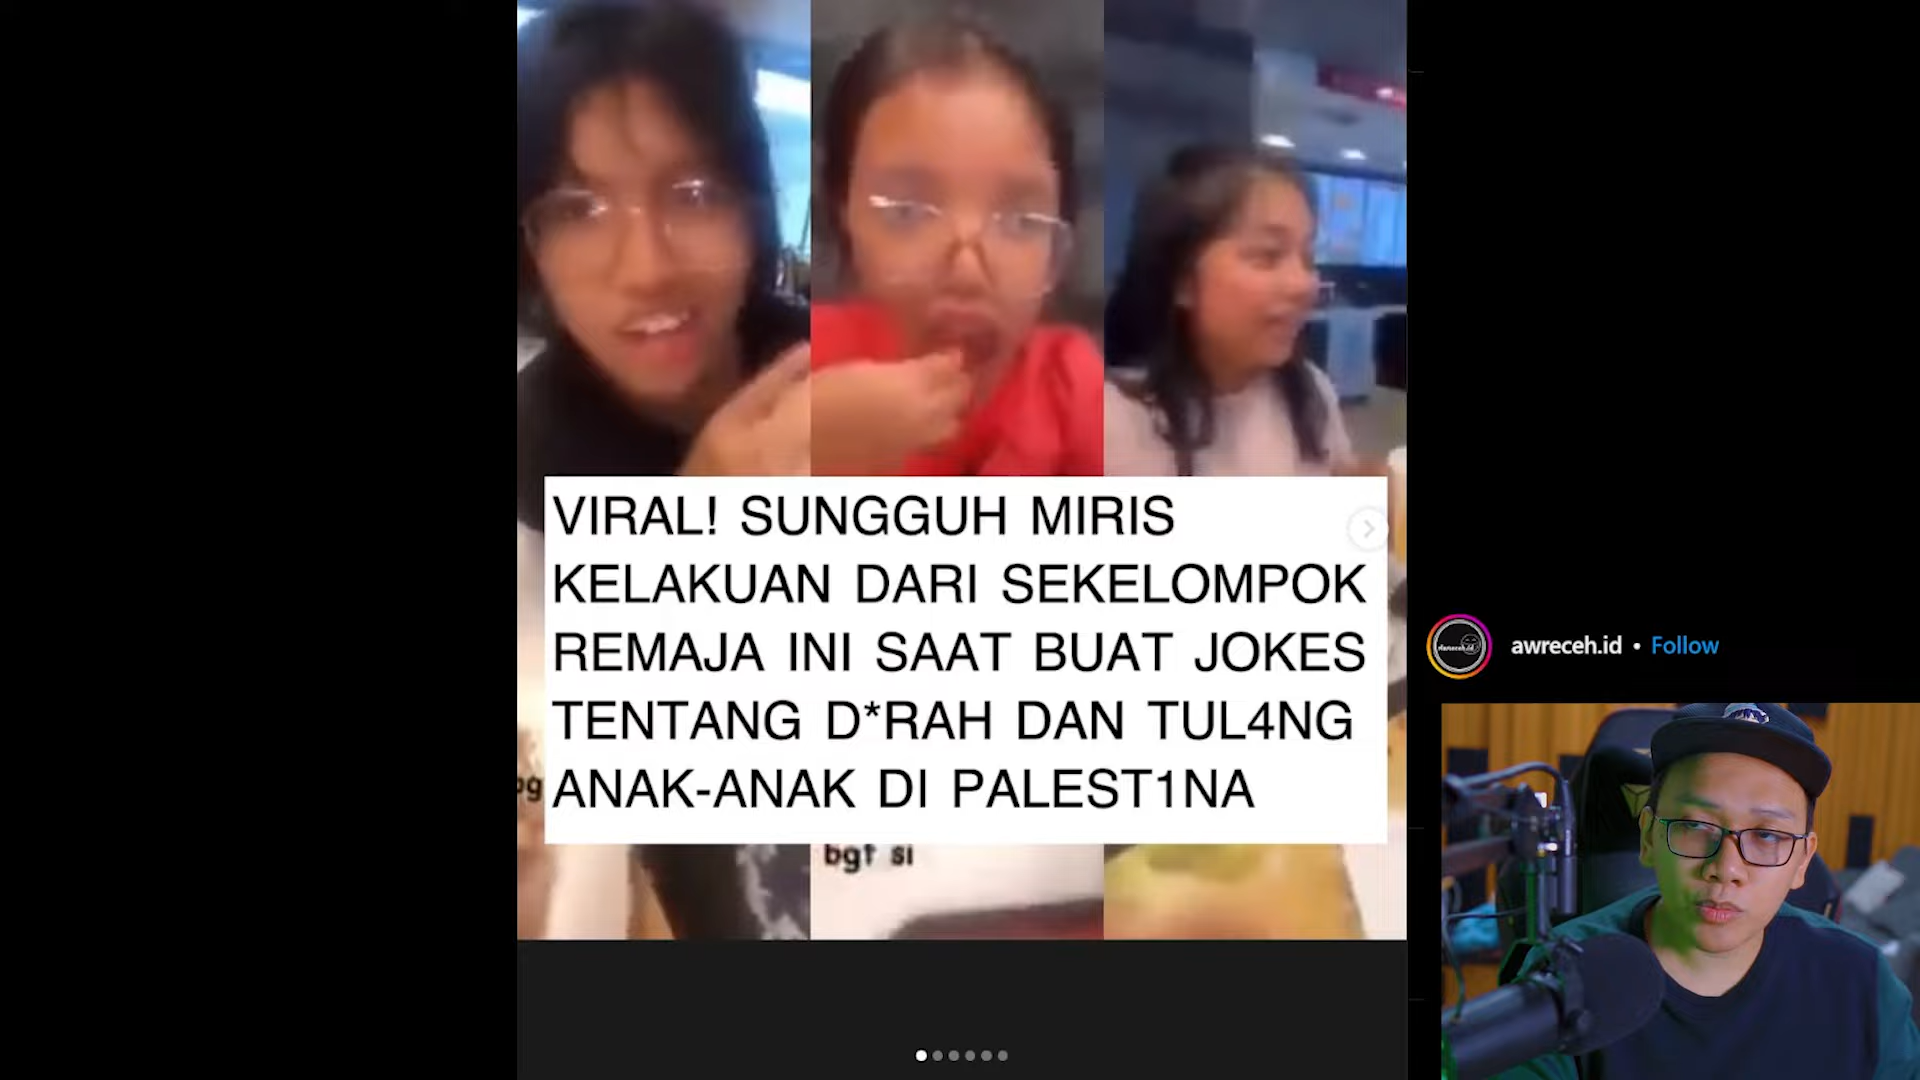 VIRAL! SUNGGUH MIRIS
KELAKUAN DARI SEKELOMPOK
REMAJA INI SAAT BUAT JOKES
TENTANG D*RAH DAN TUL4NG
ANAK-ANAK DI PALEST1NA
bgt si
awreceh.id • Follow